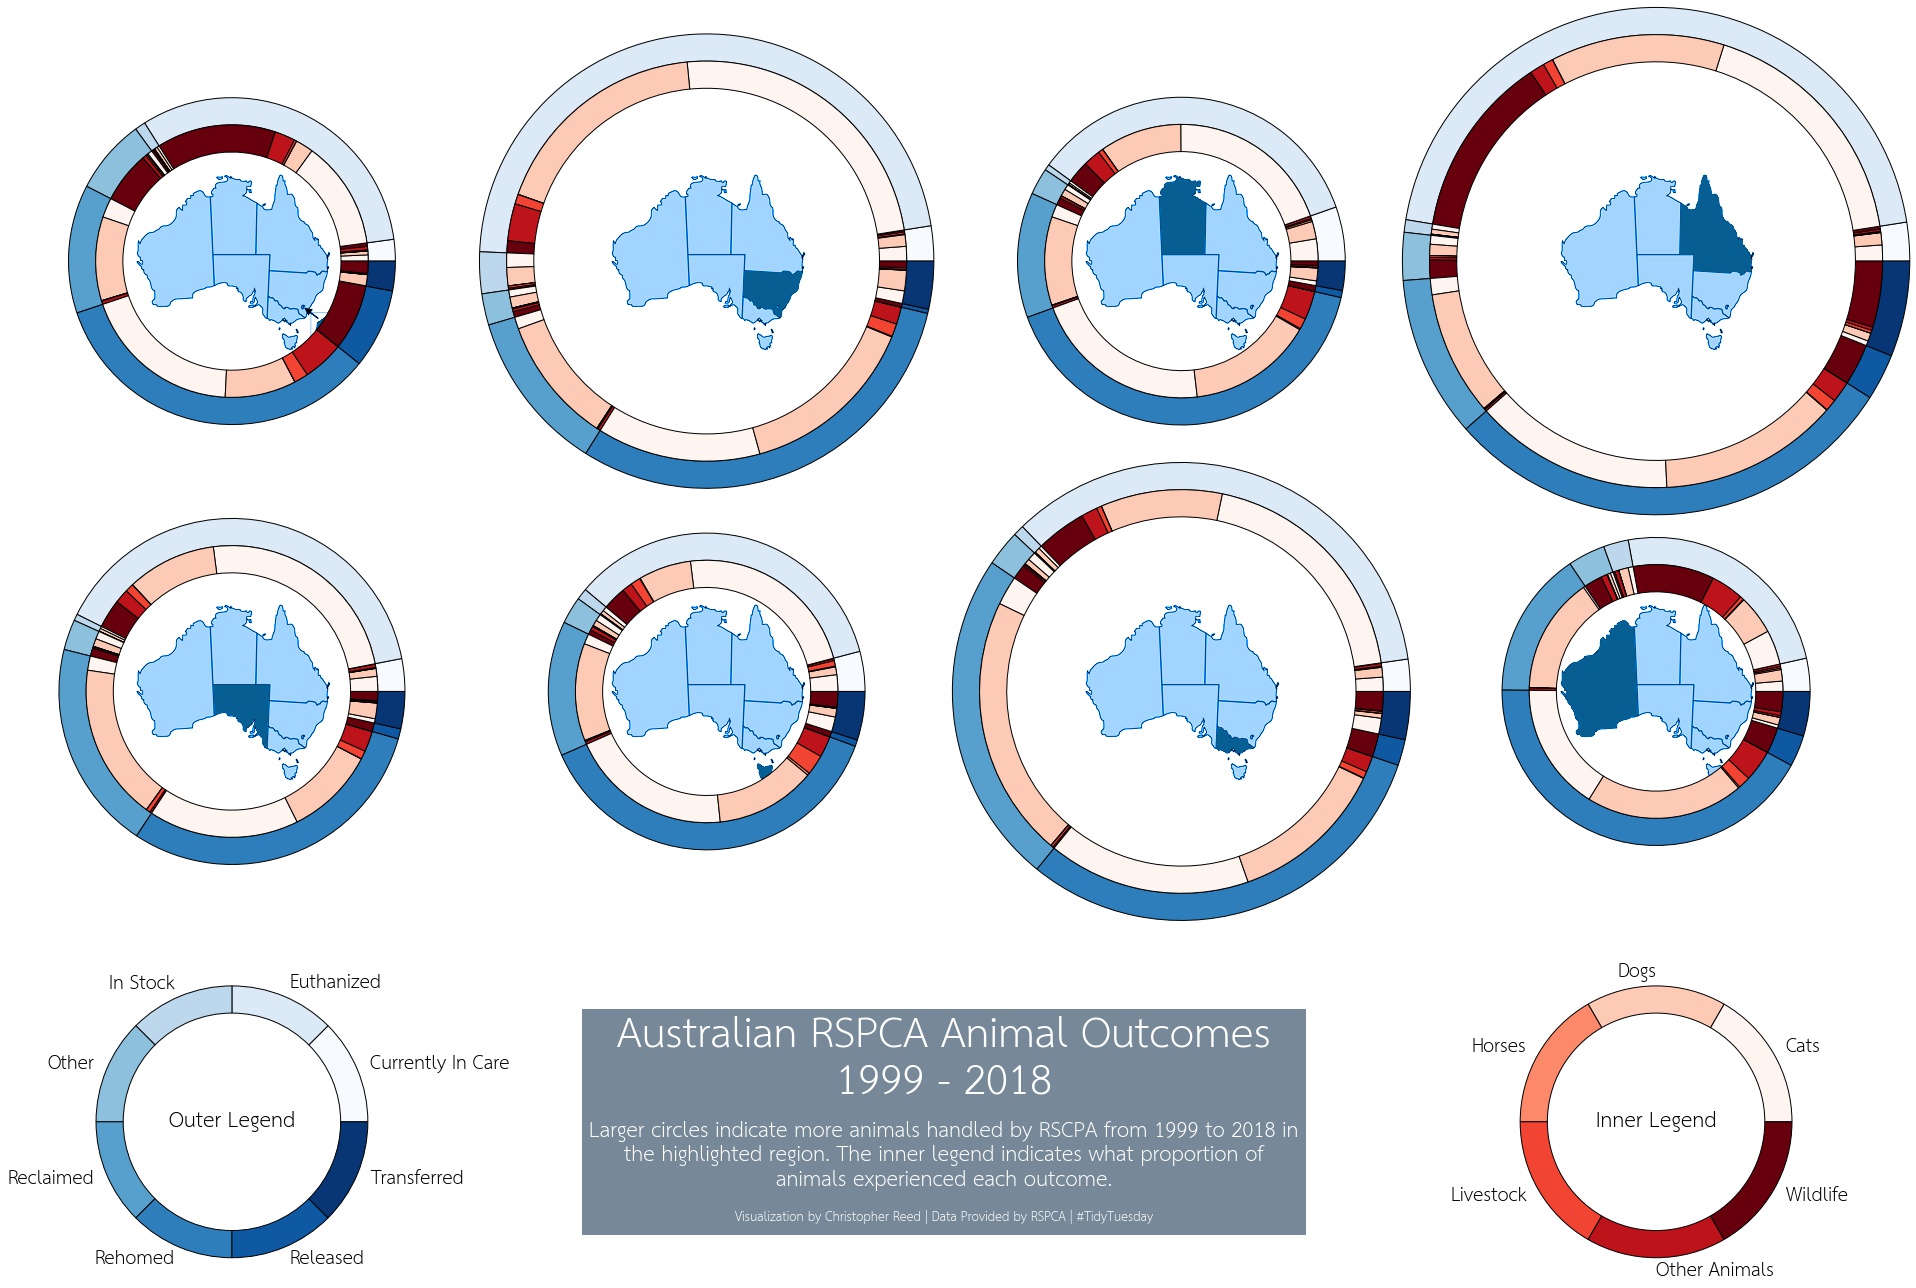 In Stock
Euthanized
Other
Currently In Care
Outer Legend
Reclaimed
Transferred
Rehomed
Released
Australian RSPCA Animal Outcomes
1999 - 2018
Larger circles indicate more animals handled by RSCPA from 1999 to 2018 in
the highlighted region. The inner legend indicates what proportion of
animals experienced each outcome.
Visualization by Christopher Reed | Data Provided by RSPCA | #TidyTuesday
Dogs
Horses
Cats
Inner Legend
Livestock
Wildlife
Other Animals